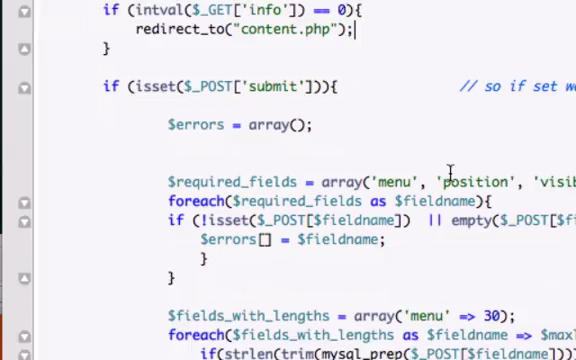 if (intval($_GET['info']) == 0){
redirect_to("content.php");
}
if (isset($_POST['submit'])){ // so if set
$errors = array();
$required_fields = array('menu', 'position',
foreach($required_fields as $fieldname){
if (!isset($_POST[$fieldname]) || empty($_POST
$errors[] = $fieldname;
}
}
$fields_with_lengths = array('menu' => 30);
foreach($fields_with_lengths as $fieldname =>
if(strlen(trim(mysql_prep($_POST[$fieldname])))